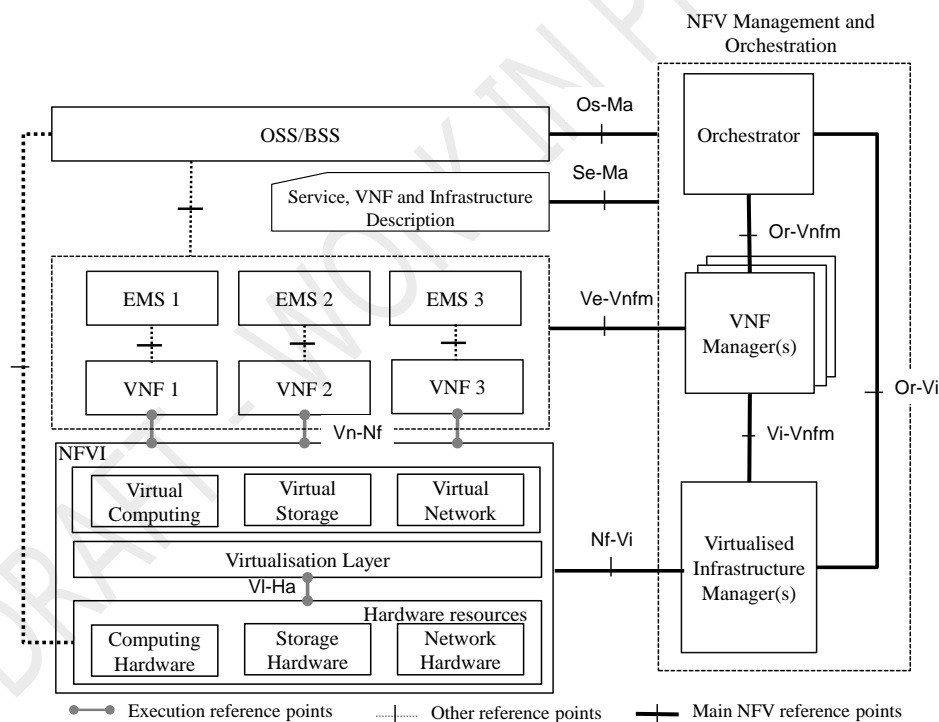 NFV Management and
Orchestration
Os-Ma
OSS/BSS
Orchestrator
Se-Ma
Service, VNF and Infrastructure
Description
Or-Vnfm
EMS 1
EMS 2
EMS 3
Ve-Vnfm
VNF
Manager(s)
VNF 1
VNF 2
VNF 3
Or-Vi
Vn-Nf
Vi-Vnfm
NFVI
Virtual
Computing
Virtual
Storage
Virtual
Network
Nf-Vi
Virtualised
Infrastructure
Manager(s)
Virtualisation Layer
Vl-Ha
Hardware resources
Computing
Hardware
Storage
Hardware
Network
Hardware
Execution reference points
Other reference points
Main NFV reference points
DRAFT - WORK IN P